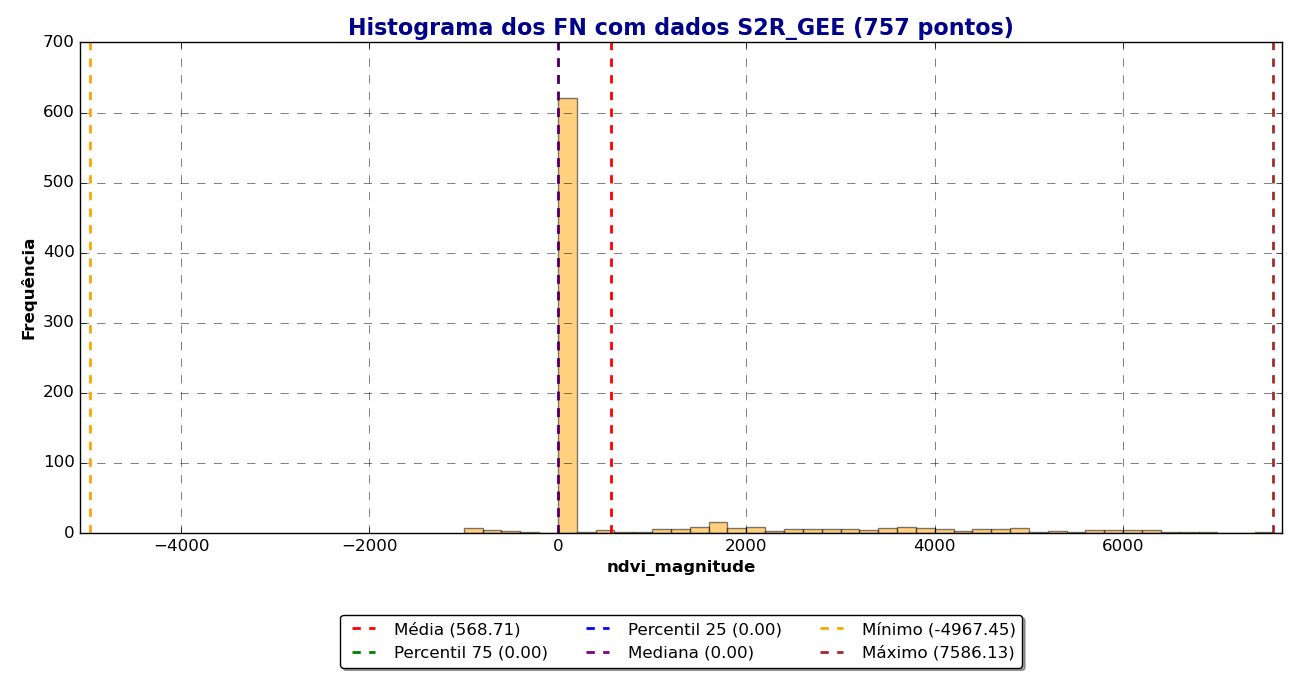 Histograma dos FN com dados S2R_GEE (757 pontos)
700
600
500
400
300
200
100
0
Frequência
−4000 −2000 0 2000 4000 6000
ndvi_magnitude
Média (568.71) Percentil 25 (0.00) Mínimo (-4967.45)
Percentil 75 (0.00) Mediana (0.00) Máximo (7586.13)